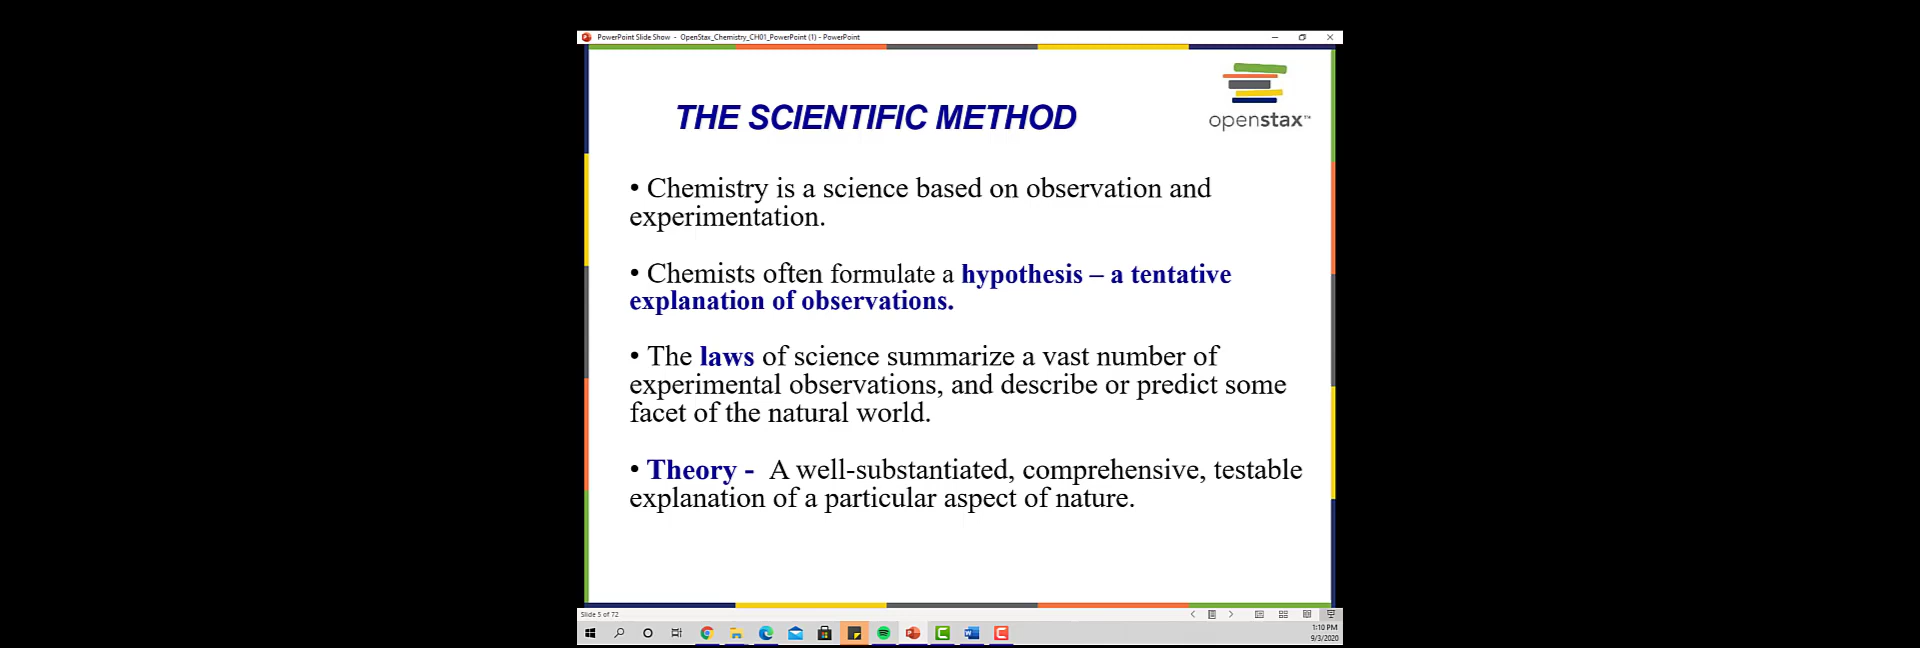 PowerPoint Slide Show - OpenStax_Chemistry_CH01_PowerPoint (1) - PowerPoint
openstax™
THE SCIENTIFIC METHOD
• Chemistry is a science based on observation and
experimentation.
• Chemists often formulate a hypothesis – a tentative
explanation of observations.
• The laws of science summarize a vast number of
experimental observations, and describe or predict some
facet of the natural world.
• Theory - A well-substantiated, comprehensive, testable
explanation of a particular aspect of nature.
Slide 5 of 72
1:10 PM
9/3/2020